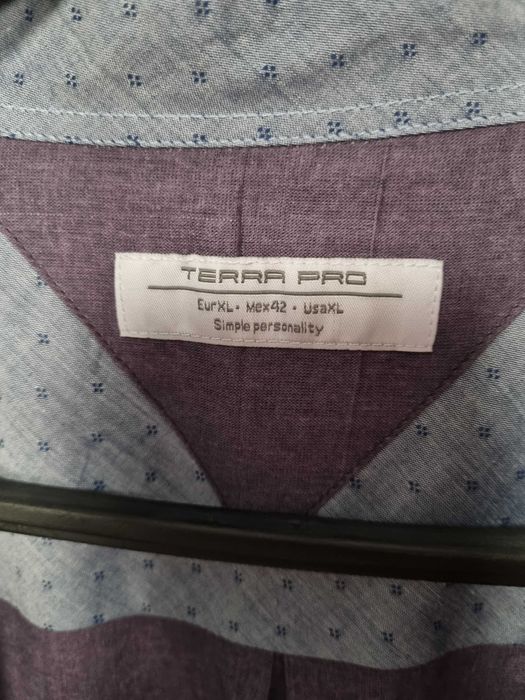 TERRA PRO
EurXL • Mex42 • UsaXL
Simple personality